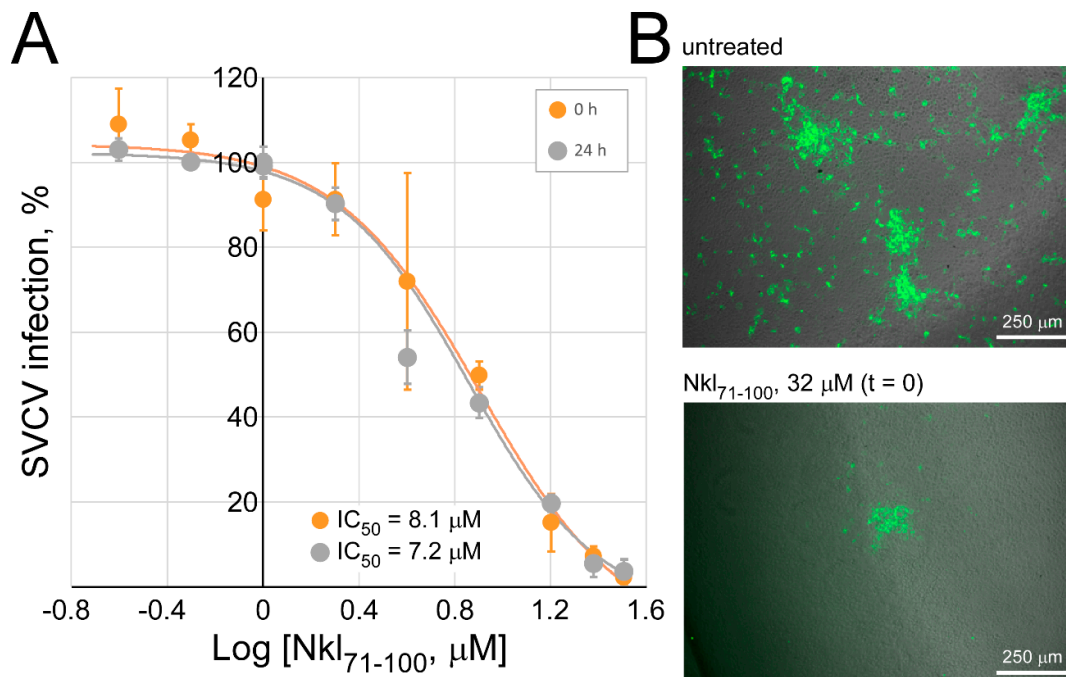 A
120
100
80
60
40
20
-0.8
-0.4
0
0.4
0.8
1.2
1.6
SVCV infection, %
Log [Nkl71-100, μM]
0 h
24 h
IC50 = 8.1 μM
IC50 = 7.2 μM
B
untreated
250 μm
Nkl71-100, 32 μM (t = 0)
250 μm